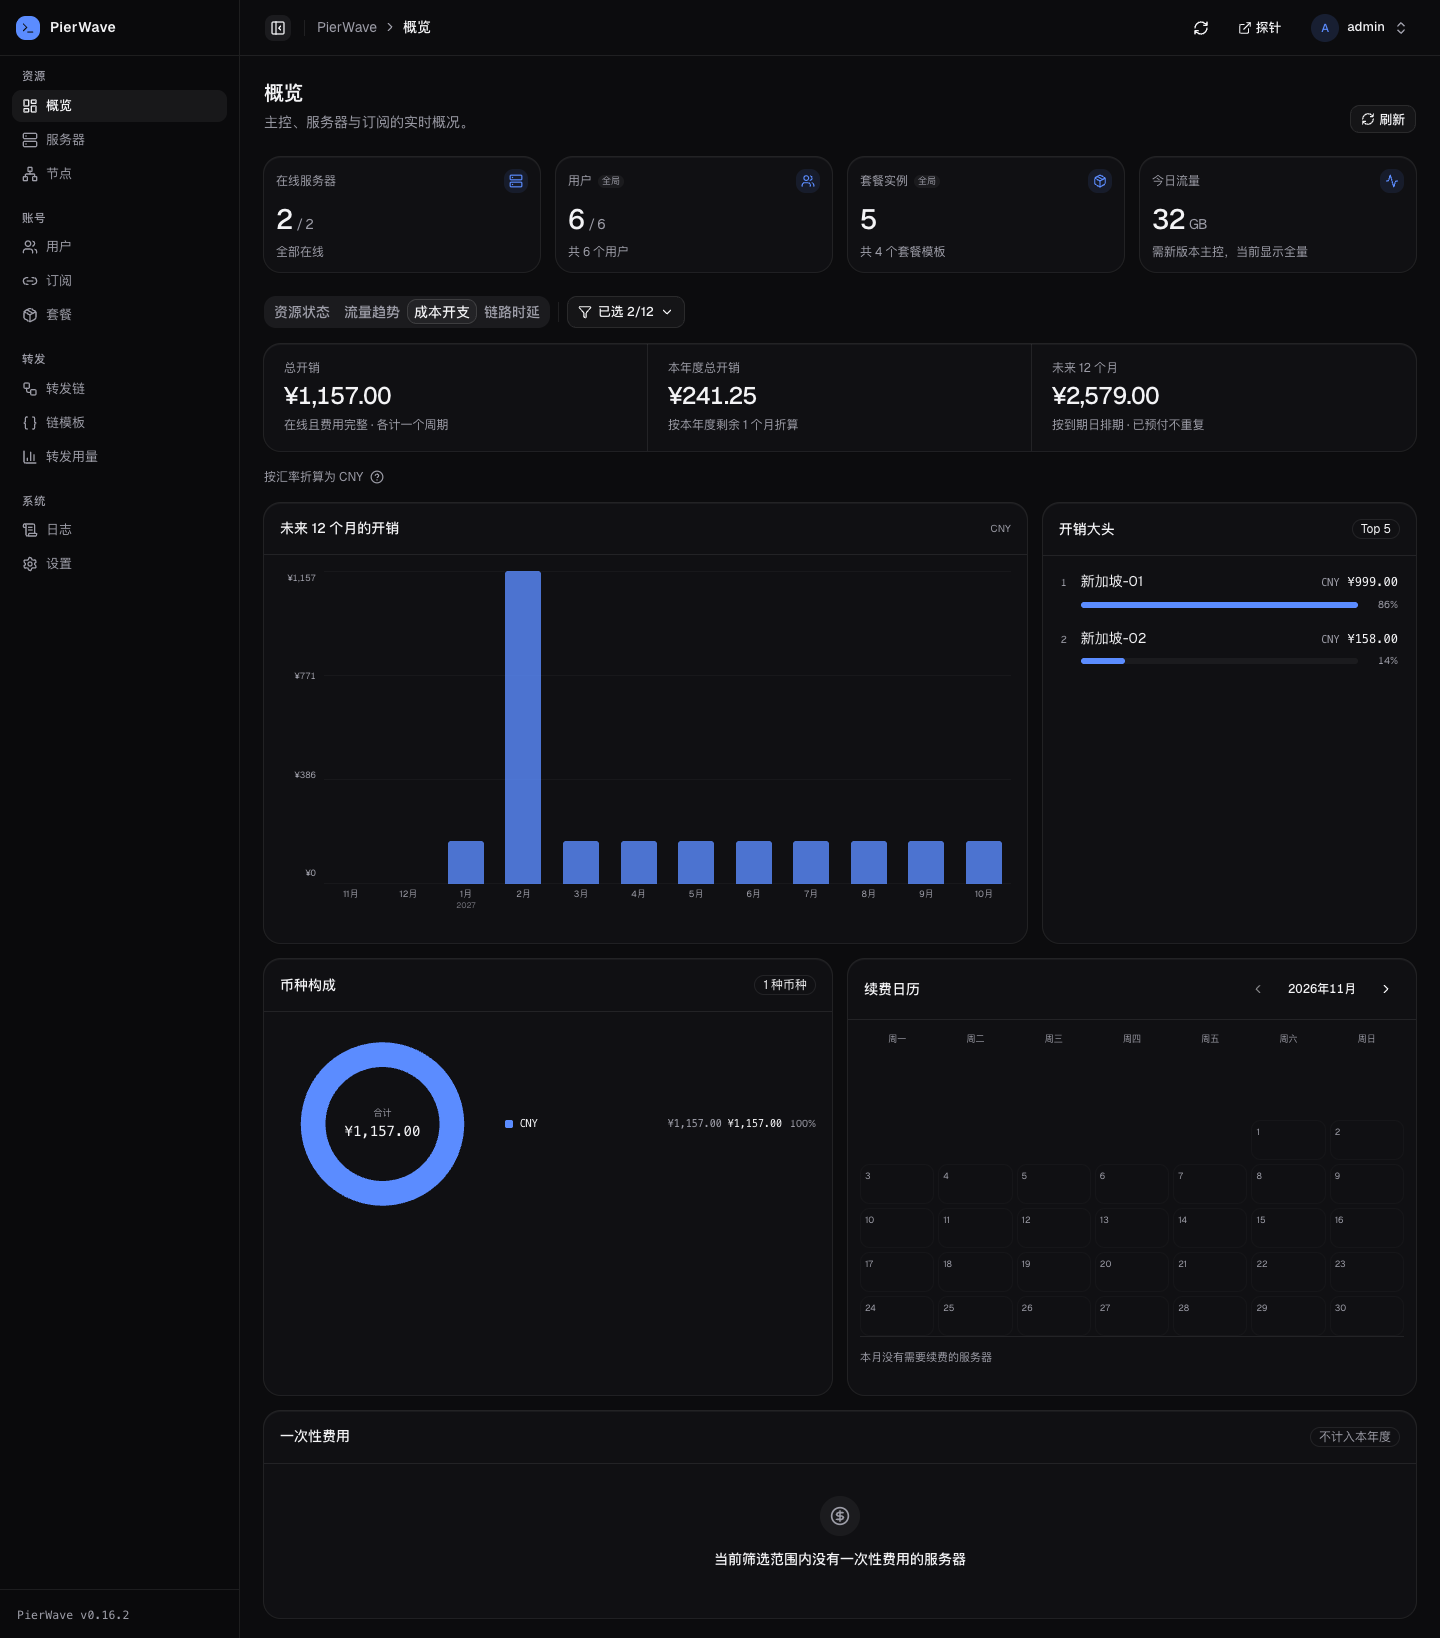 PierWave
PierWave > 概览
探针
A admin
资源
概览
服务器
节点
账号
用户
订阅
套餐
转发
转发链
链模板
转发用量
系统
日志
设置
PierWave v0.16.2
概览
主控、服务器与订阅的实时概况。
刷新
在线服务器
2 / 2
全部在线
用户 全局
6 / 6
共 6 个用户
套餐实例 全局
5
共 4 个套餐模板
今日流量
32 GB
需新版本主控，当前显示全量
资源状态 流量趋势 成本开支 链路时延 已选 2/12
总开销
¥1,157.00
在线且费用完整 · 各计一个周期
本年度总开销
¥241.25
按本年度剩余 1 个月折算
未来 12 个月
¥2,579.00
按到期日排期 · 已预付不重复
按汇率折算为 CNY
未来 12 个月的开销 CNY
¥1,157
¥771
¥386
¥0
11月 12月 1月 2月 3月 4月 5月 6月 7月 8月 9月 10月
2027
开销大头 Top 5
1 新加坡-01 CNY ¥999.00
86%
2 新加坡-02 CNY ¥158.00
14%
币种构成 1 种币种
合计
¥1,157.00
CNY ¥1,157.00 ¥1,157.00 100%
续费日历 2026年11月
周一 周二 周三 周四 周五 周六 周日
1 2
3 4 5 6 7 8 9
10 11 12 13 14 15 16
17 18 19 20 21 22 23
24 25 26 27 28 29 30
本月没有需要续费的服务器
一次性费用 不计入本年度
当前筛选范围内没有一次性费用的服务器